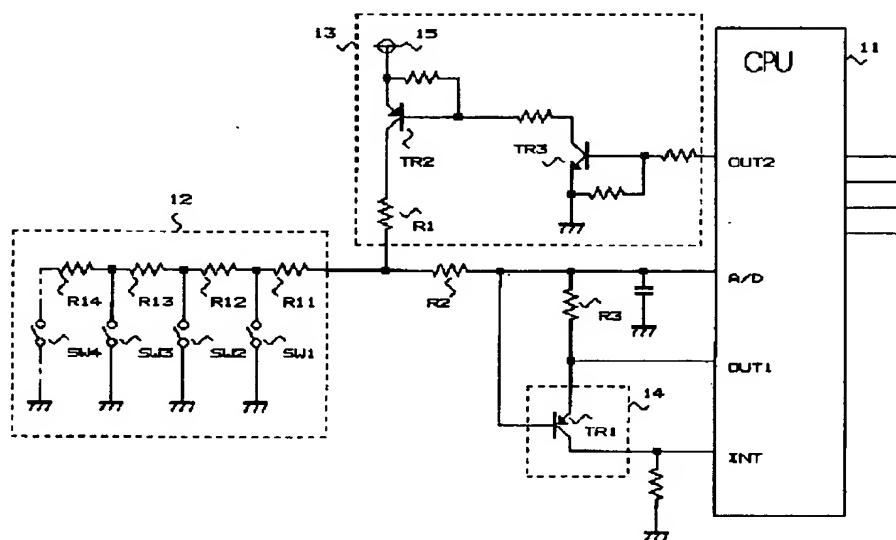 13
15
CPU
11
TR2
TR3
OUT2
12
R1
R14
R13
R12
R11
R2
A/D
R3
SW4
SW3
SW2
SW1
OUT1
14
TR1
INT